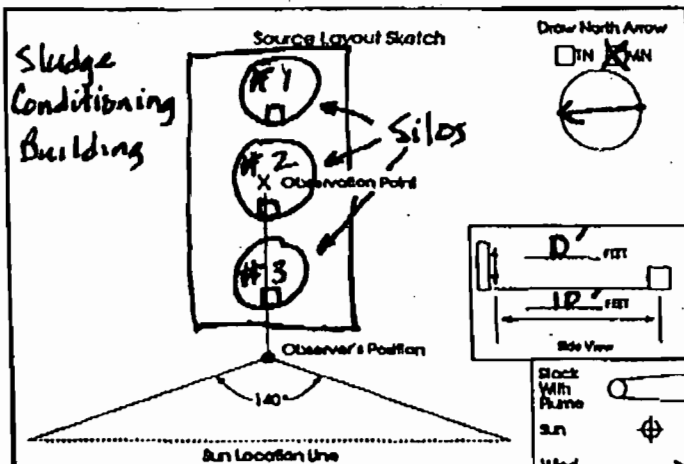 Source Layout Sketch
Draw North Arrow
TN MN
Sludge
Conditioning
Building
#1
Silos
#2
X Observation Point
#3
Observer's Position
140°
Sun Location Line
FEET
10' FEET
Side View
Stack
With
Plume
Sun
Wind